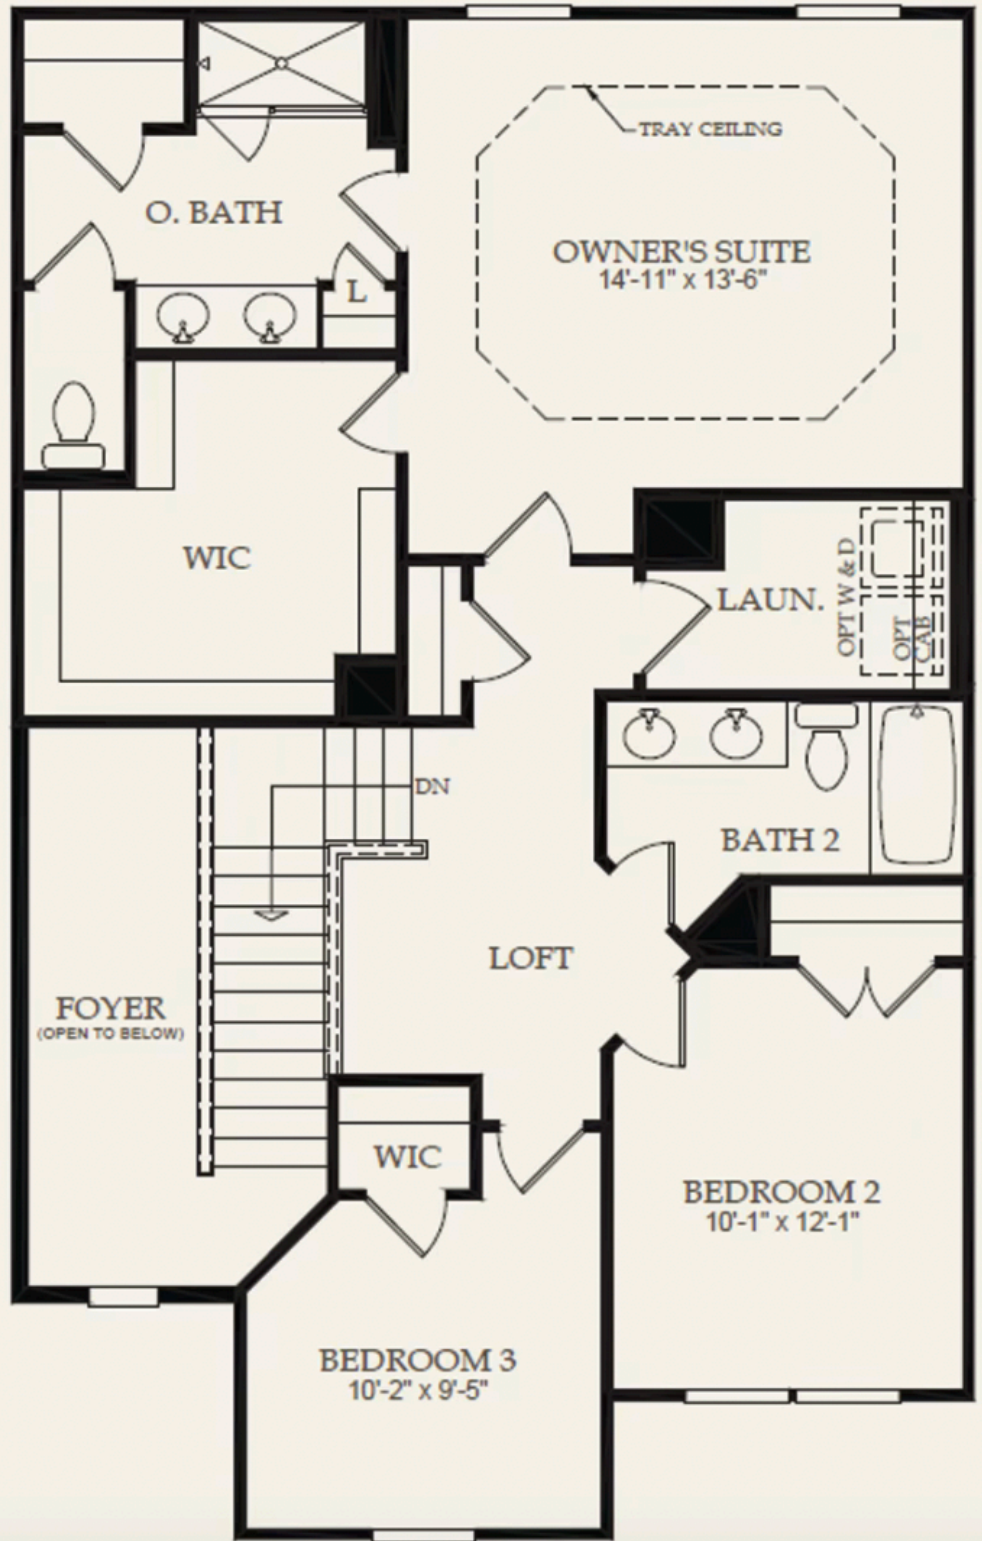 TRAY CEILING
O. BATH
OWNER'S SUITE
14'-11" x 13'-6"
L
WIC
OPT W & D
LAUN.
OPT
CAB
DN
BATH 2
LOFT
FOYER
(OPEN TO BELOW)
WIC
BEDROOM 2
10'-1" x 12'-1"
BEDROOM 3
10'-2" x 9'-5"